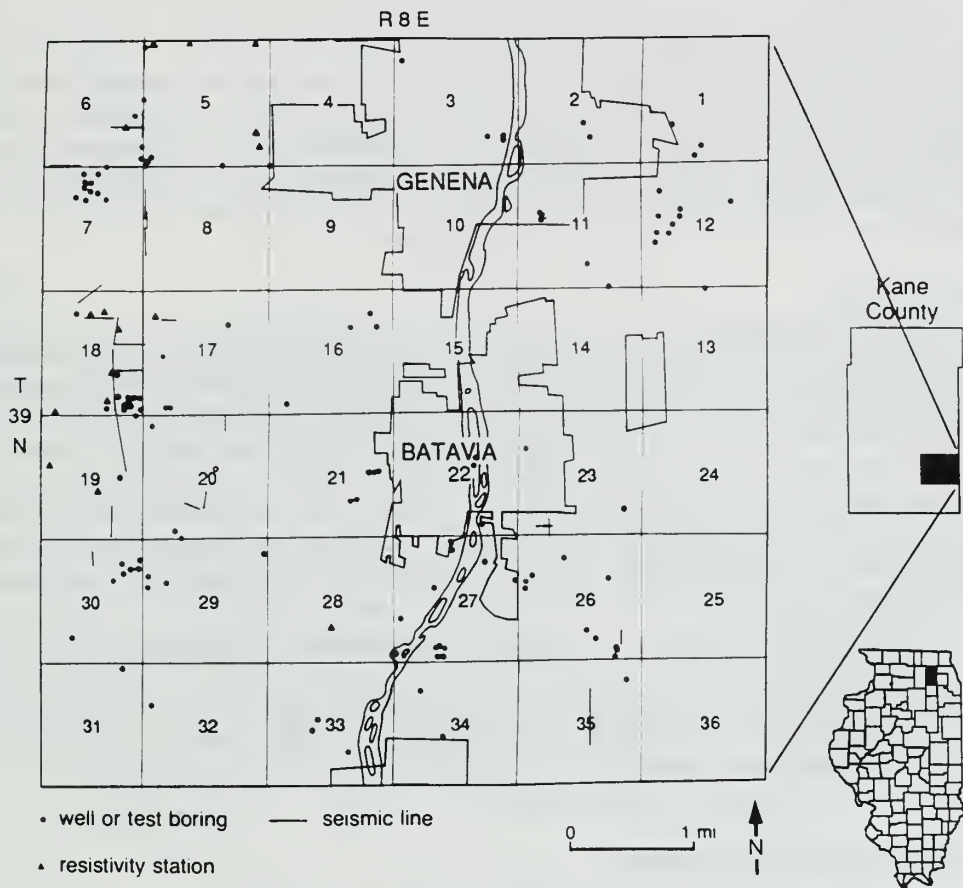 R 8 E
6 5 4 3 2 1
GENENA
7 8 9 10 11 12
Kane
County
18 17 16 15 14 13
T
39
N
BATAVIA
19 20 21 22 23 24
30 29 28 27 26 25
31 32 33 34 35 36
• well or test boring — seismic line
0 1 mi
N
▲ resistivity station